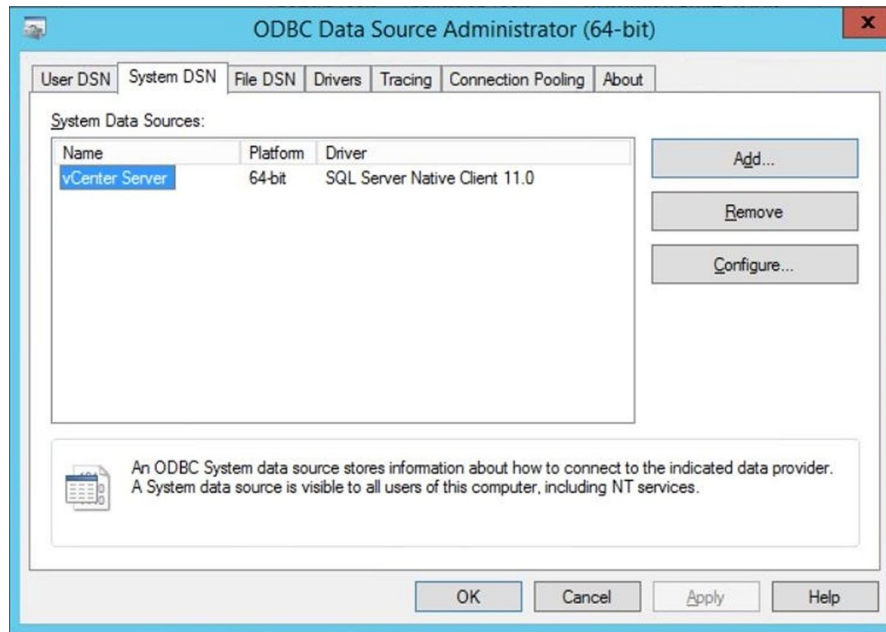 ODBC Data Source Administrator (64-bit)
x
User DSN System DSN File DSN Drivers Tracing Connection Pooling About
System Data Sources:
Name Platform Driver
vCenter Server 64-bit SQL Server Native Client 11.0
Add...
Remove
Configure...
An ODBC System data source stores information about how to connect to the indicated data provider.
A System data source is visible to all users of this computer, including NT services.
OK Cancel Apply Help